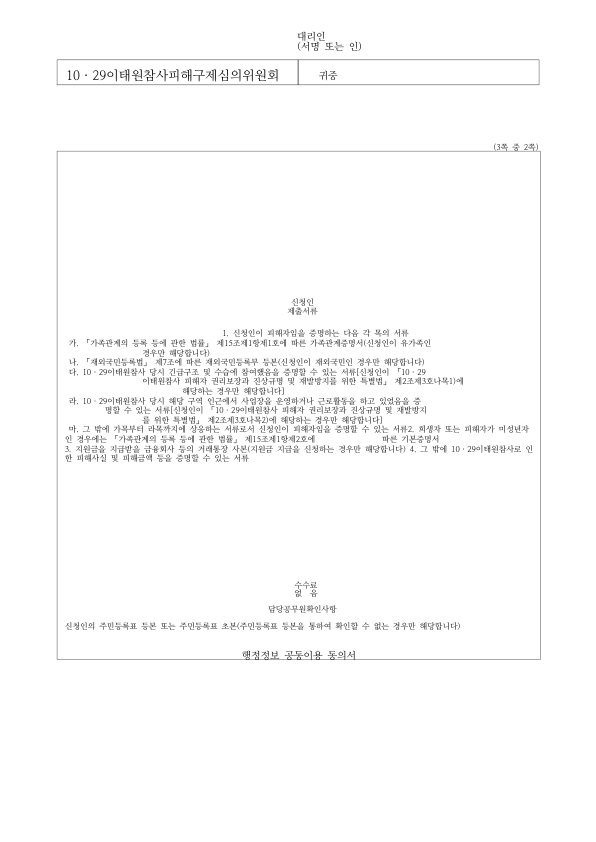 대리인
(서명 또는 인)
10ㆍ29이태원참사피해구제심의위원회 귀중
(3쪽 중 2쪽)
신청인
제출서류
1. 신청인이 피해자임을 증명하는 다음 각 목의 서류
가. 「가족관계의 등록 등에 관한 법률」 제15조제1항제1호에 따른 가족관계증명서(신청인이 유가족인
경우만 해당합니다)
나. 「재외국민등록법」 제7조에 따른 재외국민등록부 등본(신청인이 재외국민인 경우만 해당합니다)
다. 10ㆍ29이태원참사 당시 긴급구조 및 수습에 참여했음을 증명할 수 있는 서류[신청인이 「10ㆍ29
이태원참사 피해자 권리보장과 진상규명 및 재발방지를 위한 특별법」 제2조제3호나목1)에
해당하는 경우만 해당합니다]
라. 10ㆍ29이태원참사 당시 해당 구역 인근에서 사업장을 운영하거나 근로활동을 하고 있었음을 증
명할 수 있는 서류[신청인이 「10ㆍ29이태원참사 피해자 권리보장과 진상규명 및 재발방지
를 위한 특별법」 제2조제3호나목2)에 해당하는 경우만 해당합니다]
마. 그 밖에 가목부터 라목까지에 상응하는 서류로서 신청인이 피해자임을 증명할 수 있는 서류2. 희생자 또는 피해자가 미성년자
인 경우에는 「가족관계의 등록 등에 관한 법률」 제15조제1항제2호에 따른 기본증명서
3. 지원금을 지급받을 금융회사 등의 거래통장 사본(지원금 지급을 신청하는 경우만 해당합니다) 4. 그 밖에 10ㆍ29이태원참사로 인
한 피해사실 및 피해금액 등을 증명할 수 있는 서류
수수료
없 음
담당공무원확인사항
신청인의 주민등록표 등본 또는 주민등록표 초본(주민등록표 등본을 통하여 확인할 수 없는 경우만 해당합니다)
행정정보 공동이용 동의서